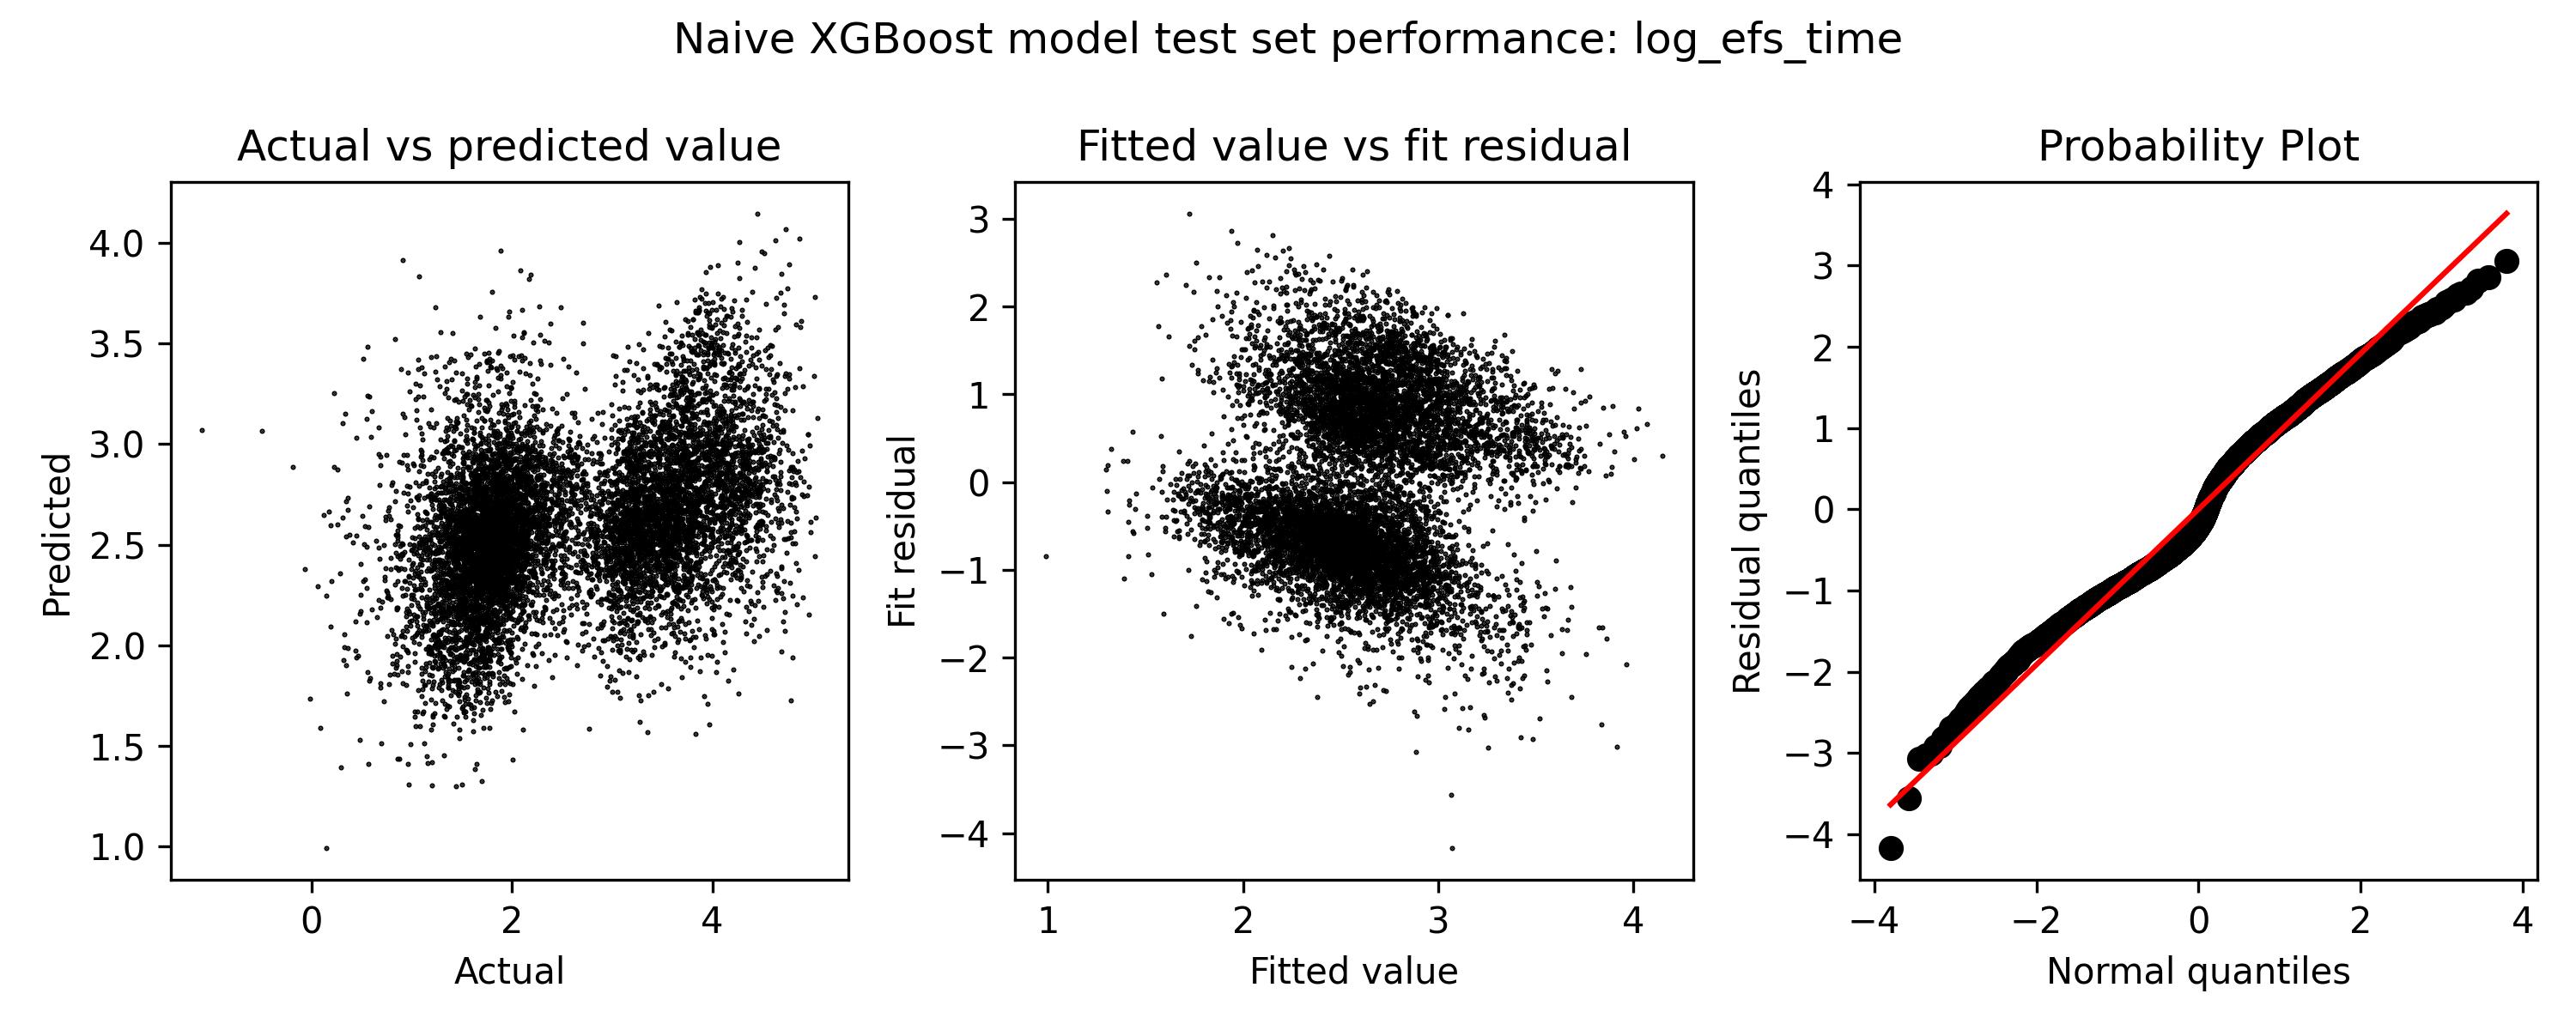 Naive XGBoost model test set performance: log_efs_time
Actual vs predicted value
4.0
3.5
3.0
2.5
2.0
1.5
1.0
Predicted
0 2 4
Actual
Fitted value vs fit residual
3
2
1
0
−1
−2
−3
−4
Fit residual
1 2 3 4
Fitted value
Probability Plot
4
3
2
1
0
−1
−2
−3
−4
Residual quantiles
−4 −2 0 2 4
Normal quantiles